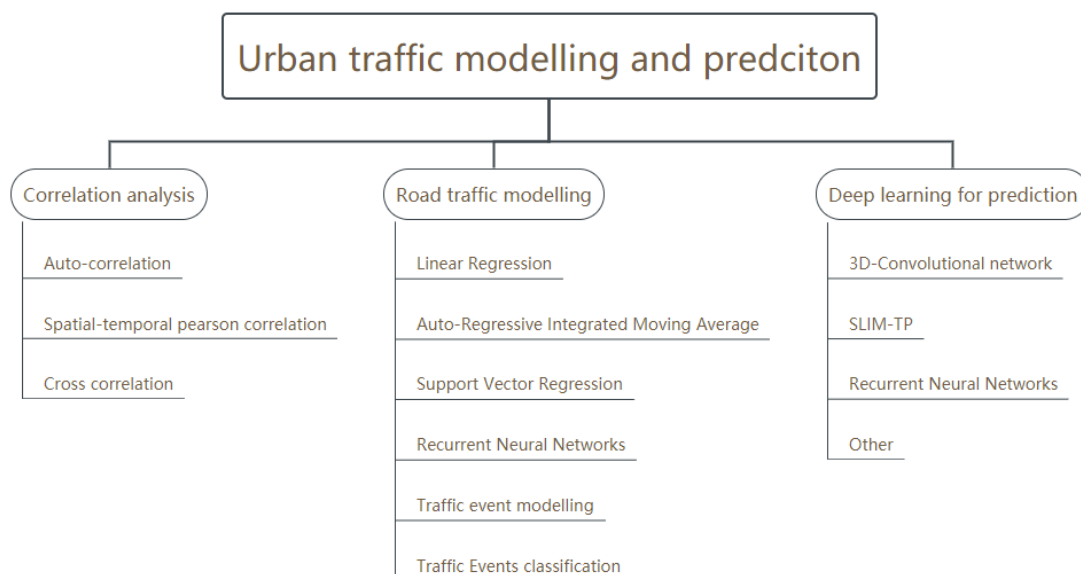 Urban traffic modelling and predciton
Correlation analysis
Auto-correlation
Spatial-temporal pearson correlation
Cross correlation
Road traffic modelling
Linear Regression
Auto-Regressive Integrated Moving Average
Support Vector Regression
Recurrent Neural Networks
Traffic event modelling
Traffic Events classification
Deep learning for prediction
3D-Convolutional network
SLIM-TP
Recurrent Neural Networks
Other